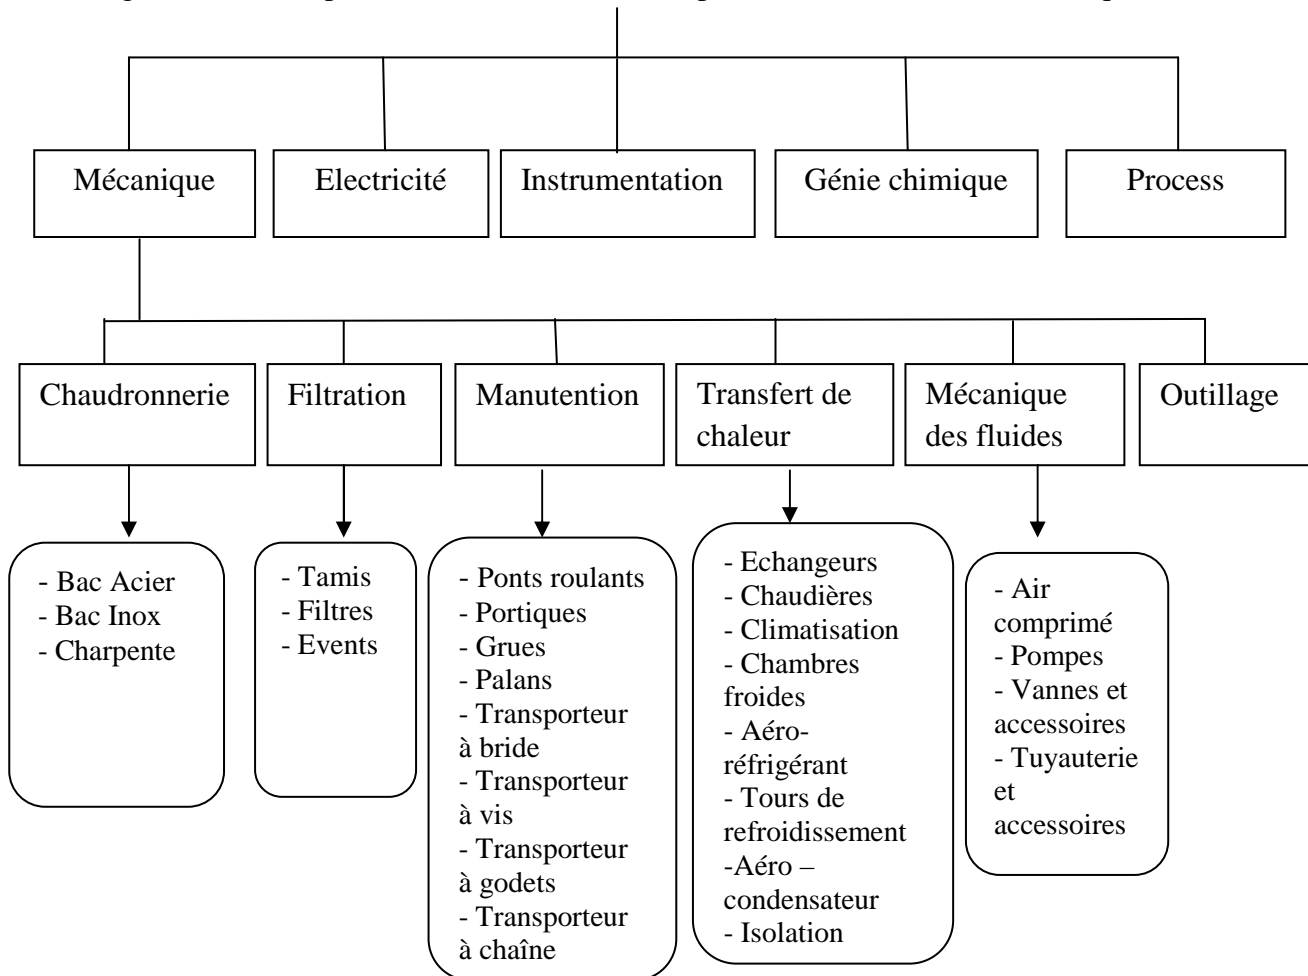 Mécanique
Electricité
Instrumentation
Génie chimique
Process
Chaudronnerie
Filtration
Manutention
Transfert de
chaleur
Mécanique
des fluides
Outillage
- Bac Acier
- Bac Inox
- Charpente
- Tamis
- Filtres
- Events
- Ponts roulants
- Portiques
- Grues
- Palans
- Transporteur
à bride
- Transporteur
à vis
- Transporteur
à godets
- Transporteur
à chaîne
- Echangeurs
- Chaudières
- Climatisation
- Chambres
froides
- Aéro-
réfrigérant
- Tours de
refroidissement
-Aéro –
condensateur
- Isolation
- Air
comprimé
- Pompes
- Vannes et
accessoires
- Tuyauterie
et
accessoires